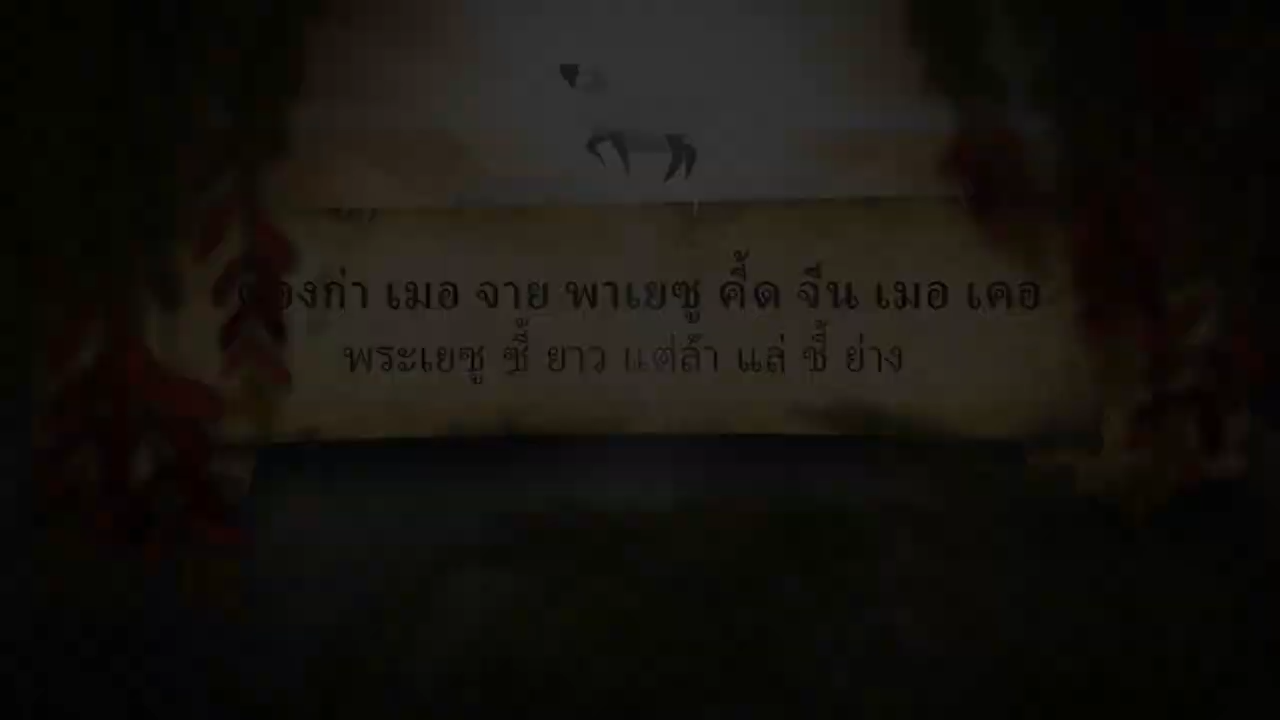 เมอ จาย พาเยซู คี้ด จีน เมอ เคอ
พระเยซู ซี้ ยาว แต่ล้ำ แล่ ซี้ ย่าง